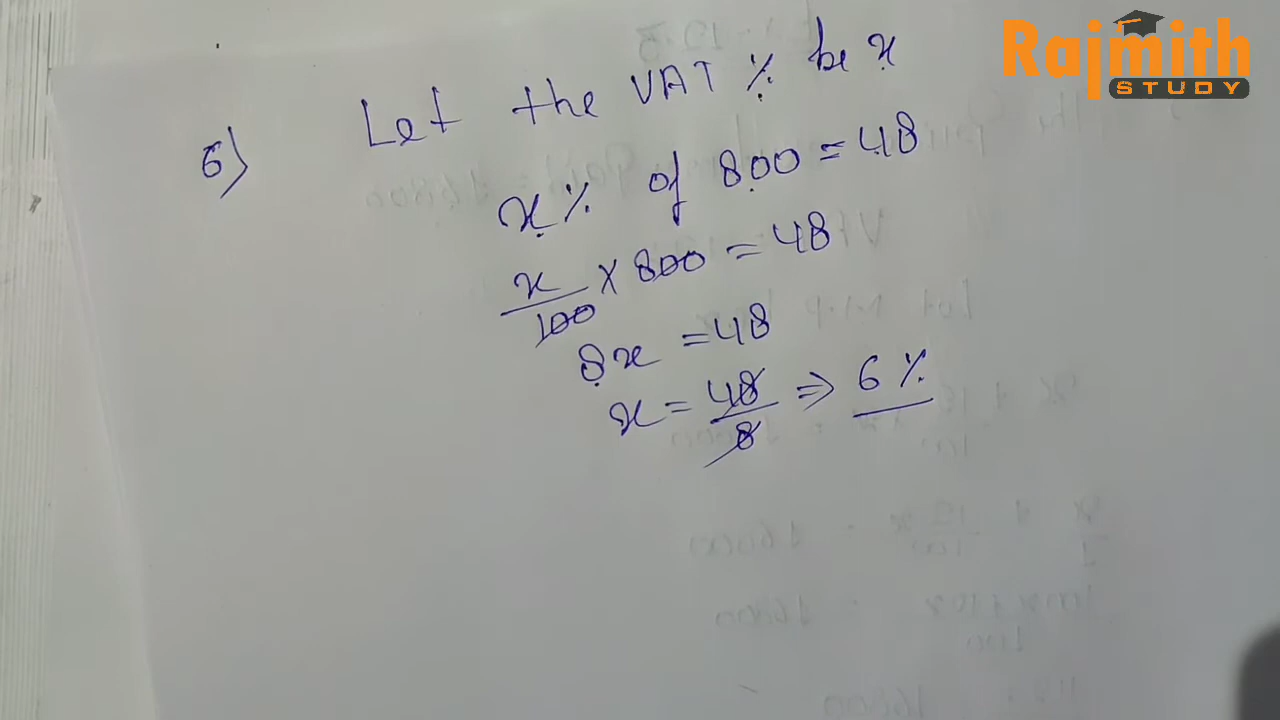 Rajmith
STUDY
6) Let the VAT % be x
x% of 800 = 48
x/100 × 800 = 48
8x = 48
x = 48/8 ⇒ 6%